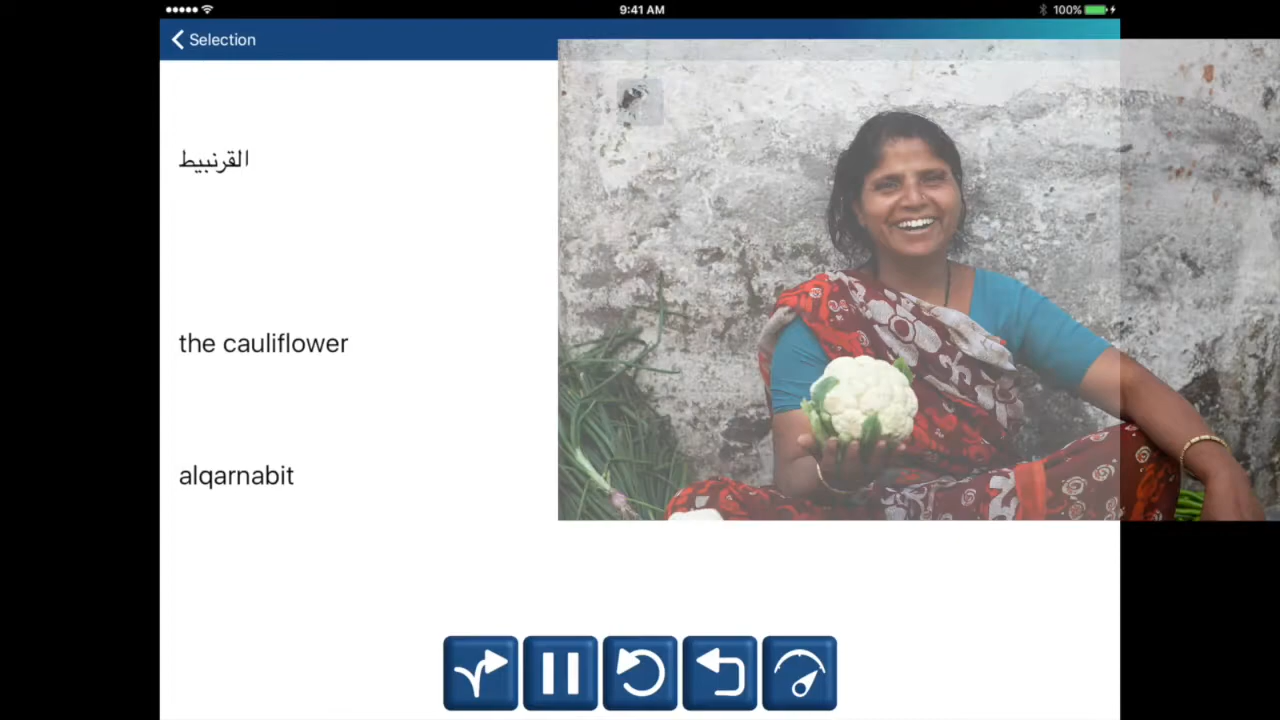 9:41 AM
100%
Selection
القرنبيط
the cauliflower
alqarnabit